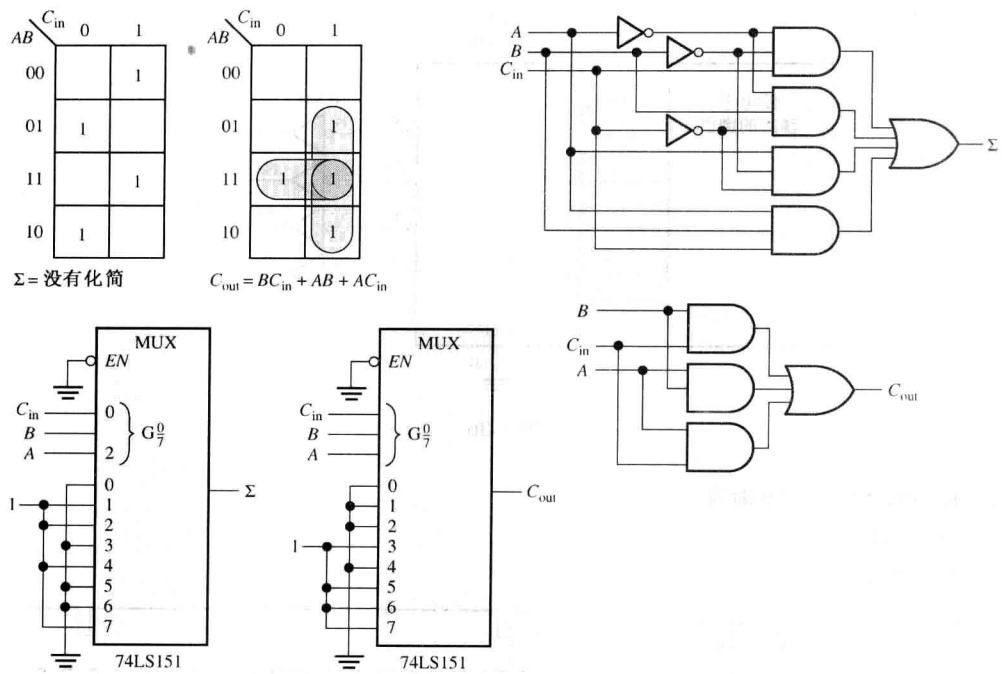 C_in
AB
0 1
00 1
01 1
11 1
10 1
Σ = 没有化简
C_in
AB
0 1
00
01 1
11 1 1
10 1
C_out = BC_in + AB + AC_in
A
B
C_in
Σ
B
C_in
A
C_out
MUX
EN
C_in 0
B
A 2
G 0/7
0
1 1
2
3
4
5
6
7
Σ
74LS151
MUX
EN
C_in
B
A
G 0/7
0
1
2
1 3
4
5
6
7
C_out
74LS151